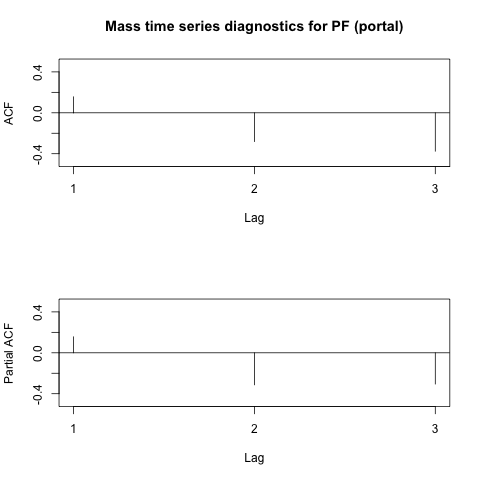 Mass time series diagnostics for PF (portal)
ACF
0.4
0.0
-0.4
1 2 3
Lag
Partial ACF
0.4
0.0
-0.4
1 2 3
Lag